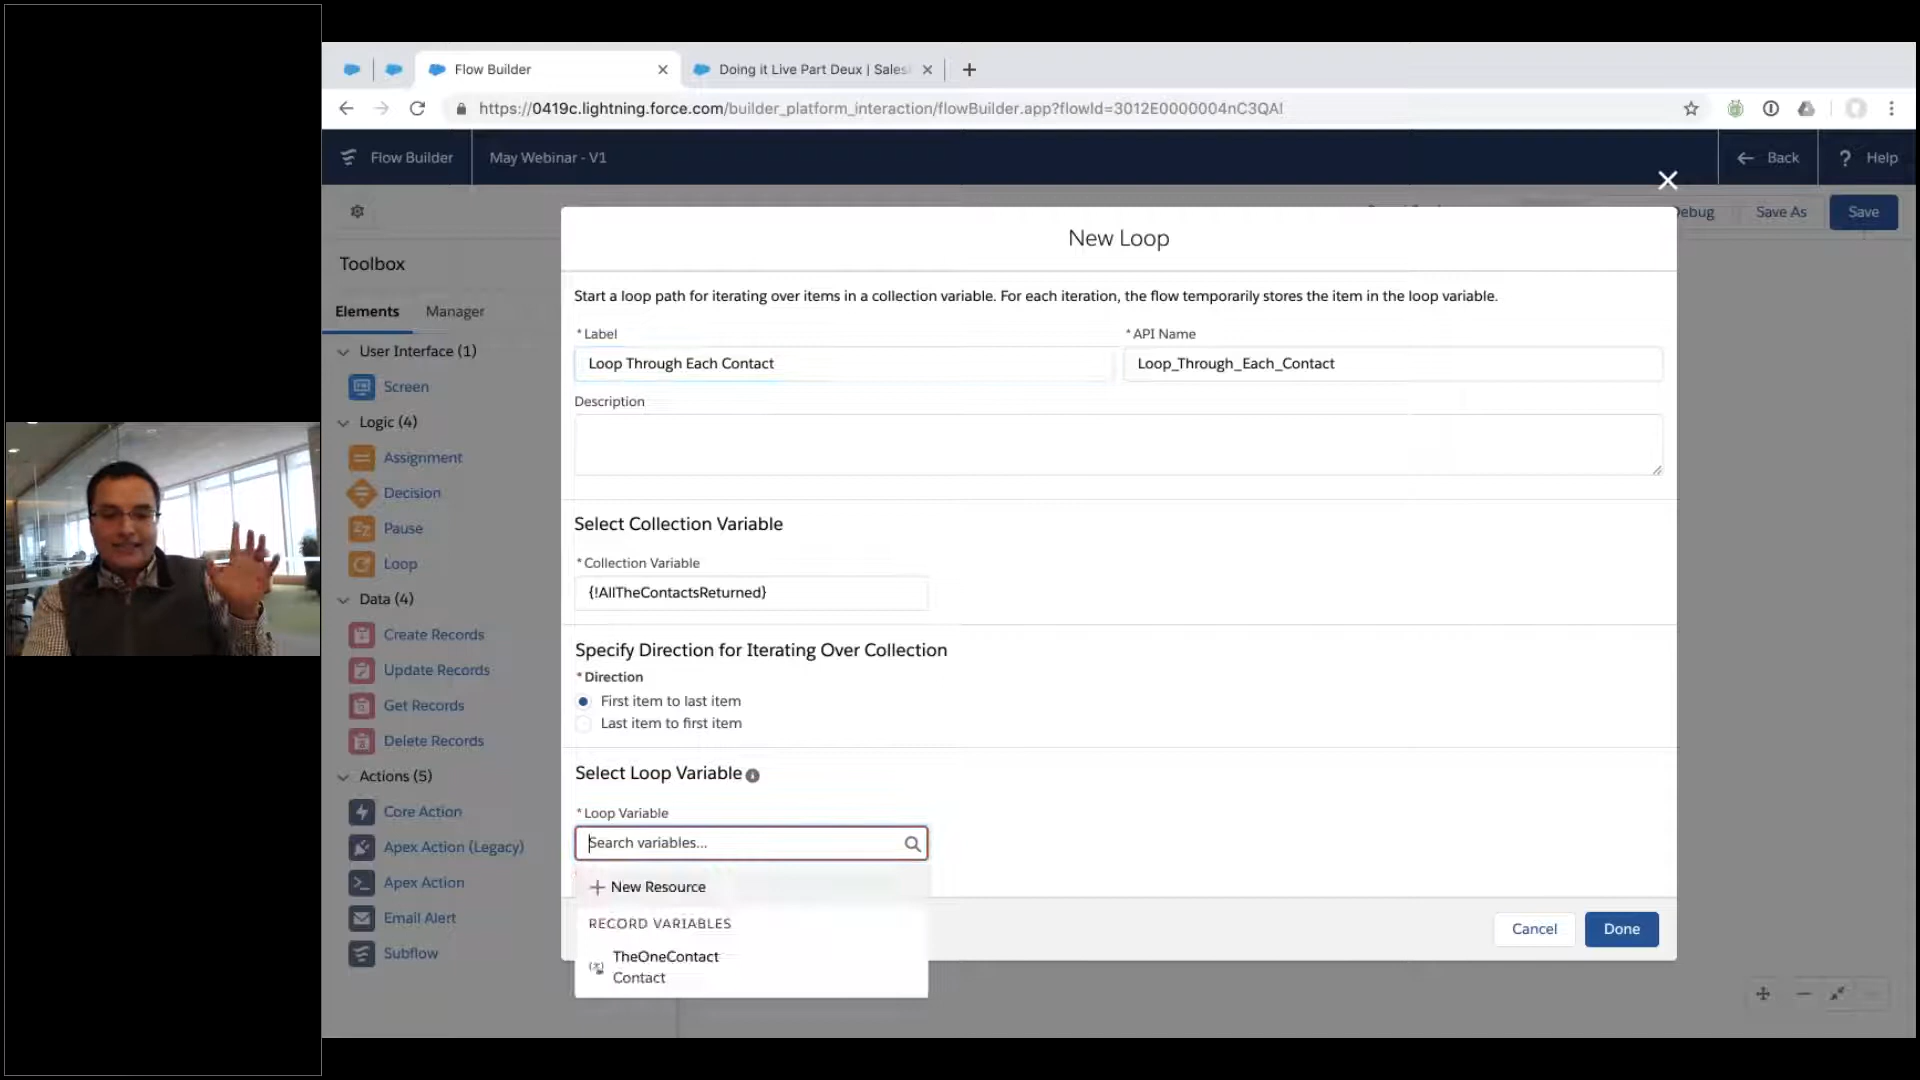 Flow Builder
Doing it Live Part Deux | Sales
https://0419c.lightning.force.com/builder_platform_interaction/flowBuilder.app?flowId=3012E0000004nC3QA!
Flow Builder
May Webinar - V1
Back
? Help
ebug
Save As
Save
Toolbox
Elements
Manager
User Interface (1)
Screen
Logic (4)
Assignment
Decision
Pause
Loop
Data (4)
Create Records
Update Records
Get Records
Delete Records
Actions (5)
Core Action
Apex Action (Legacy)
Apex Action
Email Alert
Subflow
New Loop
Start a loop path for iterating over items in a collection variable. For each iteration, the flow temporarily stores the item in the loop variable.
* Label
Loop Through Each Contact
* API Name
Loop_Through_Each_Contact
Description
Select Collection Variable
* Collection Variable
{!AllTheContactsReturned}
Specify Direction for Iterating Over Collection
* Direction
First item to last item
Last item to first item
Select Loop Variable
* Loop Variable
Search variables...
+ New Resource
RECORD VARIABLES
TheOneContact
Contact
Cancel
Done